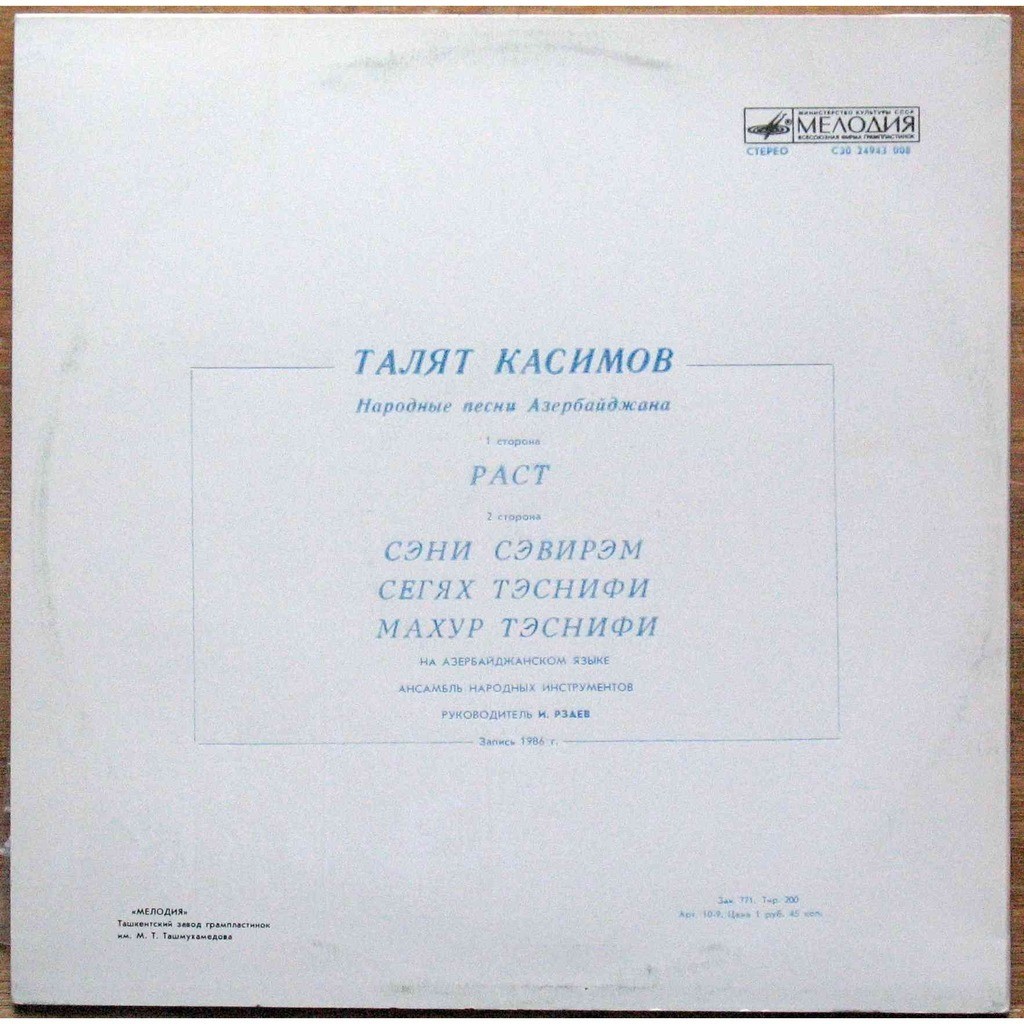 МИНИСТЕРСТВО КУЛЬТУРЫ СССР
МЕЛОДИЯ
ВСЕСОЮЗНАЯ ФИРМА ГРАМПЛАСТИНОК
СТЕРЕО С30 24943 008
ТАЛЯТ КАСИМОВ
Народные песни Азербайджана
1 сторона
РАСТ
2 сторона
СЭНИ СЭВИРЭМ
СЕГЯХ ТЭСНИФИ
МАХУР ТЭСНИФИ
НА АЗЕРБАЙДЖАНСКОМ ЯЗЫКЕ
АНСАМБЛЬ НАРОДНЫХ ИНСТРУМЕНТОВ
РУКОВОДИТЕЛЬ И. РЗАЕВ
Запись 1986 г.
«МЕЛОДИЯ»
Ташкентский завод грампластинок
им. М. Т. Ташмухамедова
Зак. 771. Тир. 200
Арт. 10-9. Цена 1 руб. 45 коп.